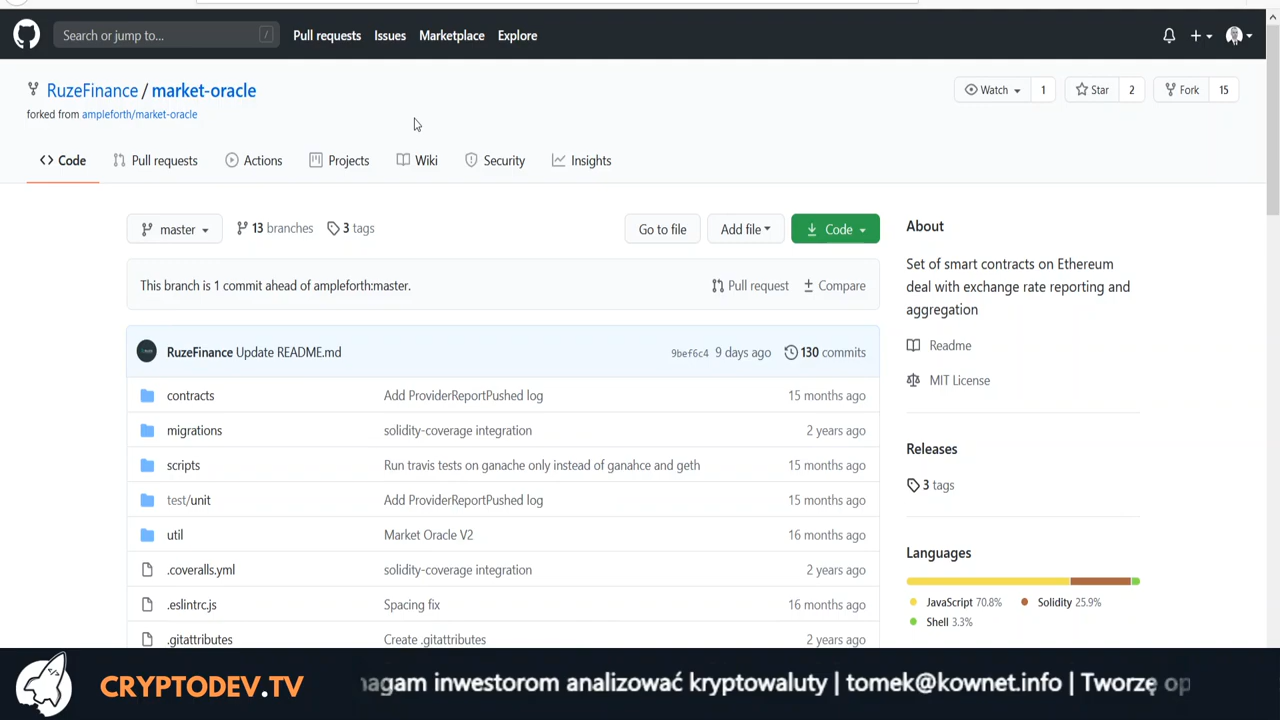 Search or jump to... /
Pull requests Issues Marketplace Explore
RuzeFinance / market-oracle
Watch 1 Star 2 Fork 15
forked from ampleforth/market-oracle
Code Pull requests Actions Projects Wiki Security Insights
master 13 branches 3 tags Go to file Add file Code
This branch is 1 commit ahead of ampleforth:master. Pull request Compare
RuzeFinance Update README.md 9bef6c4 9 days ago 130 commits
contracts Add ProviderReportPushed log 15 months ago
migrations solidity-coverage integration 2 years ago
scripts Run travis tests on ganache only instead of ganahce and geth 15 months ago
test/unit Add ProviderReportPushed log 15 months ago
util Market Oracle V2 16 months ago
.coveralls.yml solidity-coverage integration 2 years ago
.eslintrc.js Spacing fix 16 months ago
.gitattributes Create .gitattributes 2 years ago
About
Set of smart contracts on Ethereum
deal with exchange rate reporting and
aggregation
Readme
MIT License
Releases
3 tags
Languages
JavaScript 70.8% Solidity 25.9%
Shell 3.3%
CRYPTODEV.TV
magam inwestorom analizować kryptowaluty | tomek@kownet.info | Tworzę op